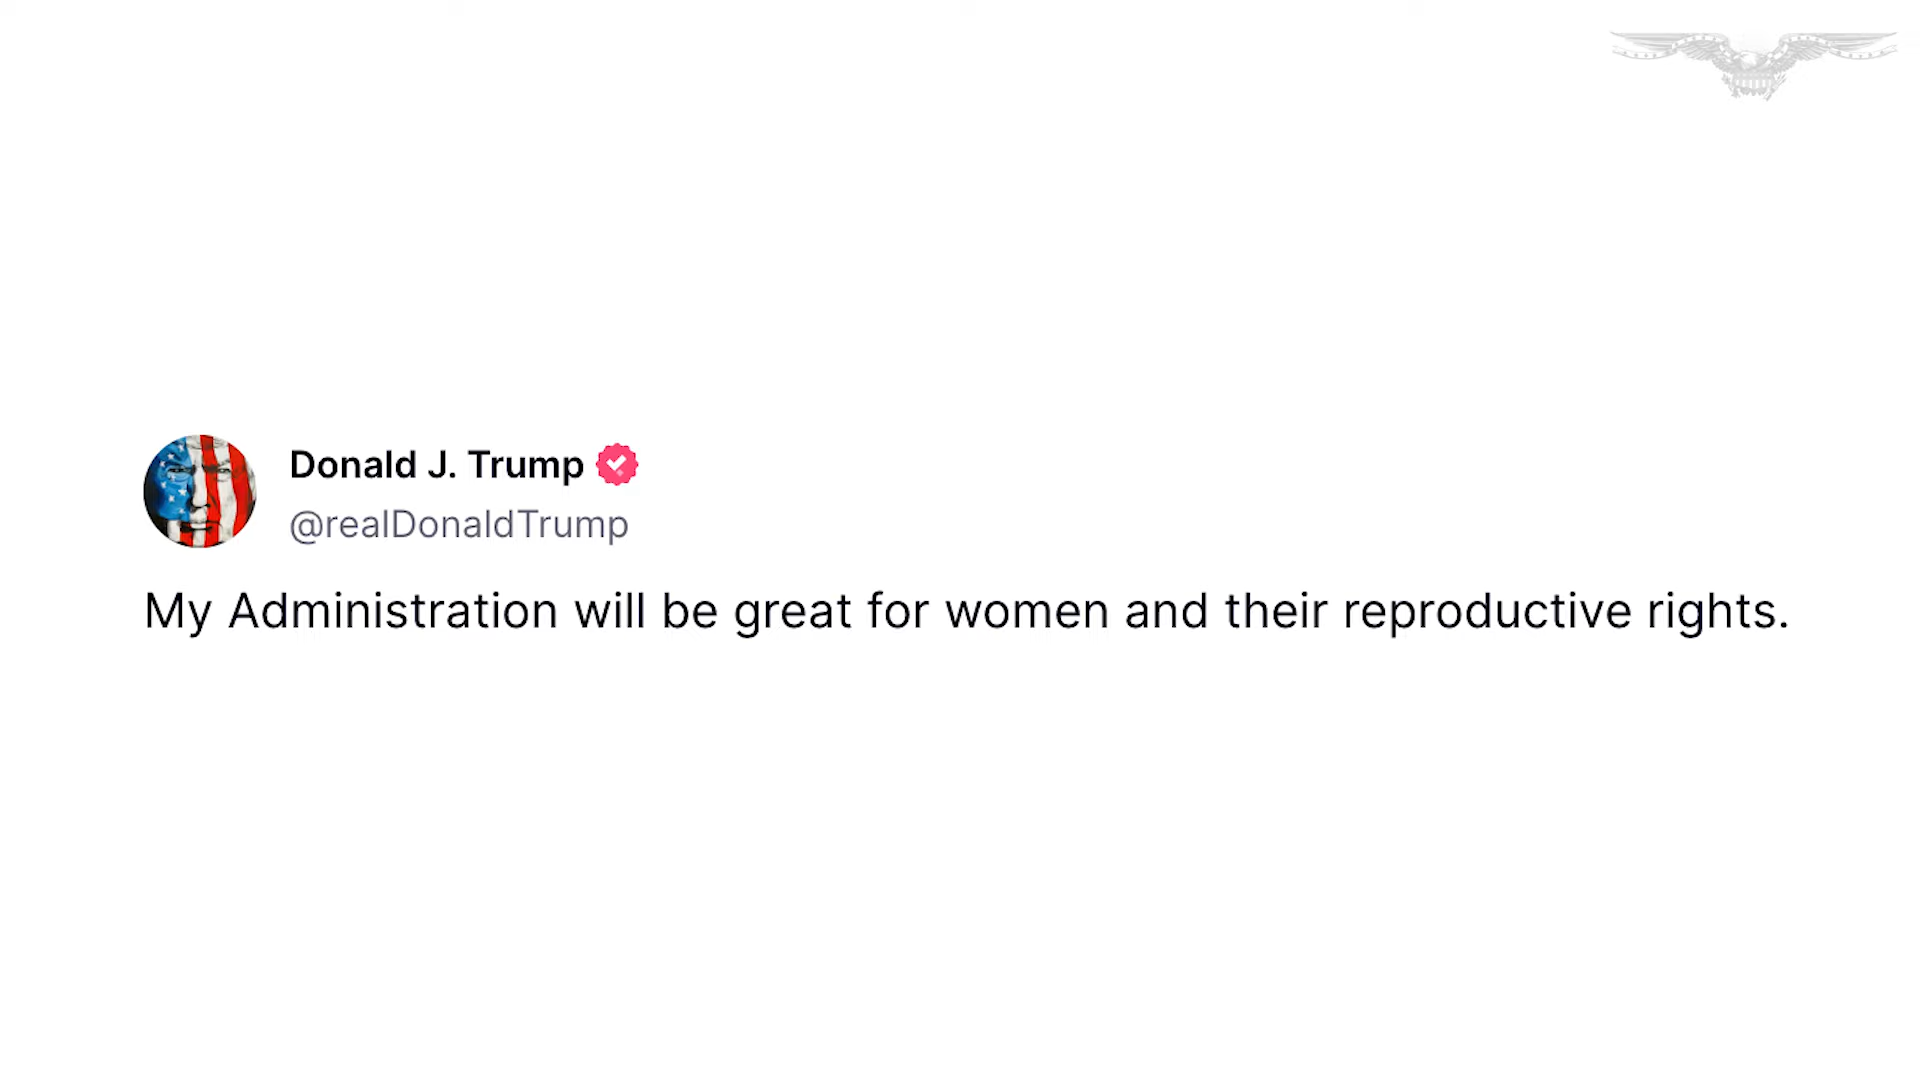 Donald J. Trump
@realDonaldTrump
My Administration will be great for women and their reproductive rights.